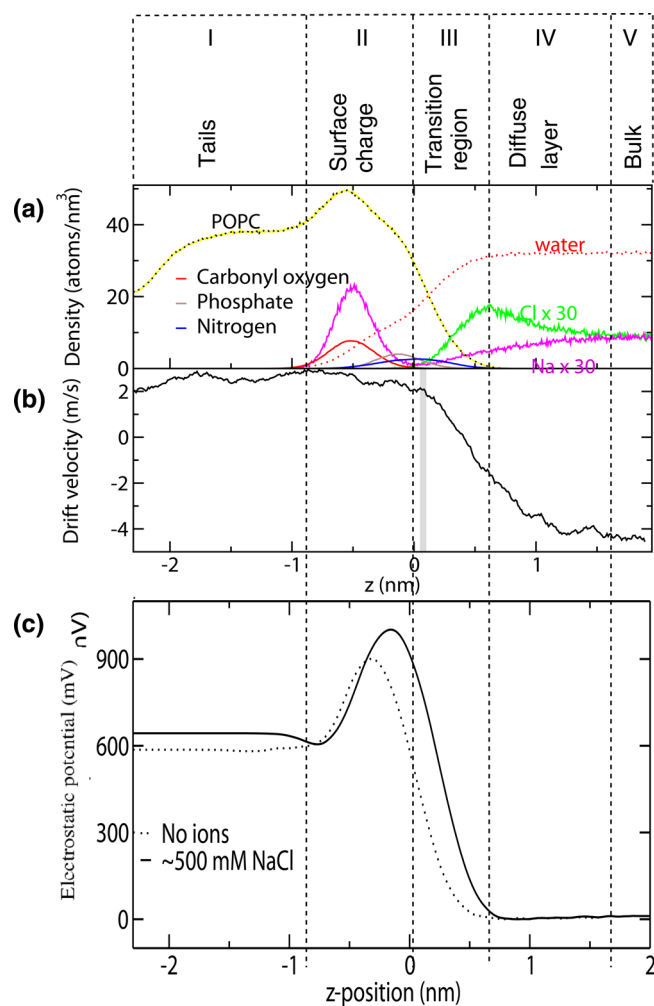 I II III IV V
Tails
Surface charge
Transition region
Diffuse layer
Bulk
(a)
Density (atoms/nm³)
40
20
0
POPC
water
Carbonyl oxygen
Phosphate
Nitrogen
Cl x 30
Na x 30
(b)
Drift velocity (m/s)
2
0
-2
-4
-2 -1 0 1
z (nm)
(c)
Electrostatic potential (mV)
∩V
900
600
300
0
No ions
~500 mM NaCl
-2 -1 0 1 2
z-position (nm)